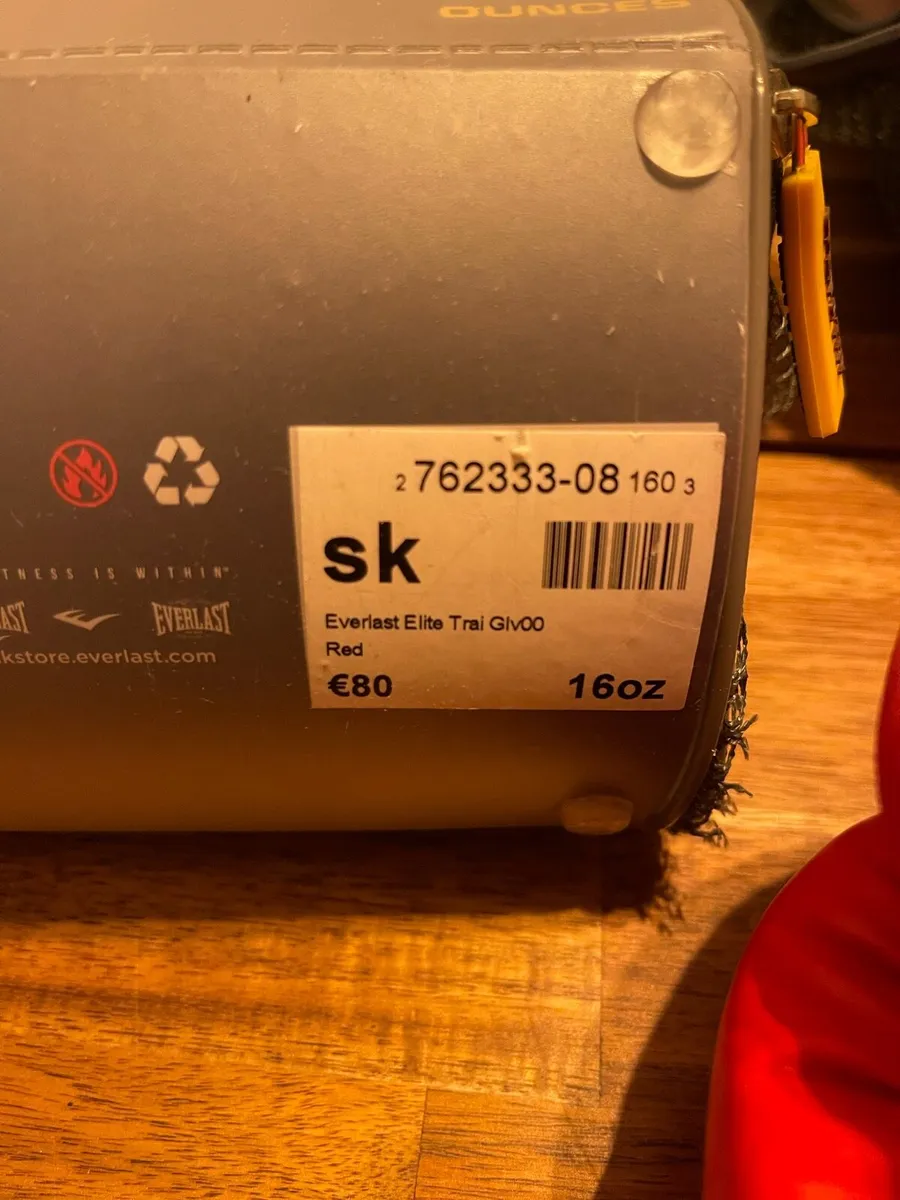 OUNCES
2 762333-08 160 3
sk
Everlast Elite Trai Glv00
Red
€80 16oz
TNESS IS WITHIN
AST EVERLAST
kstore.everlast.com